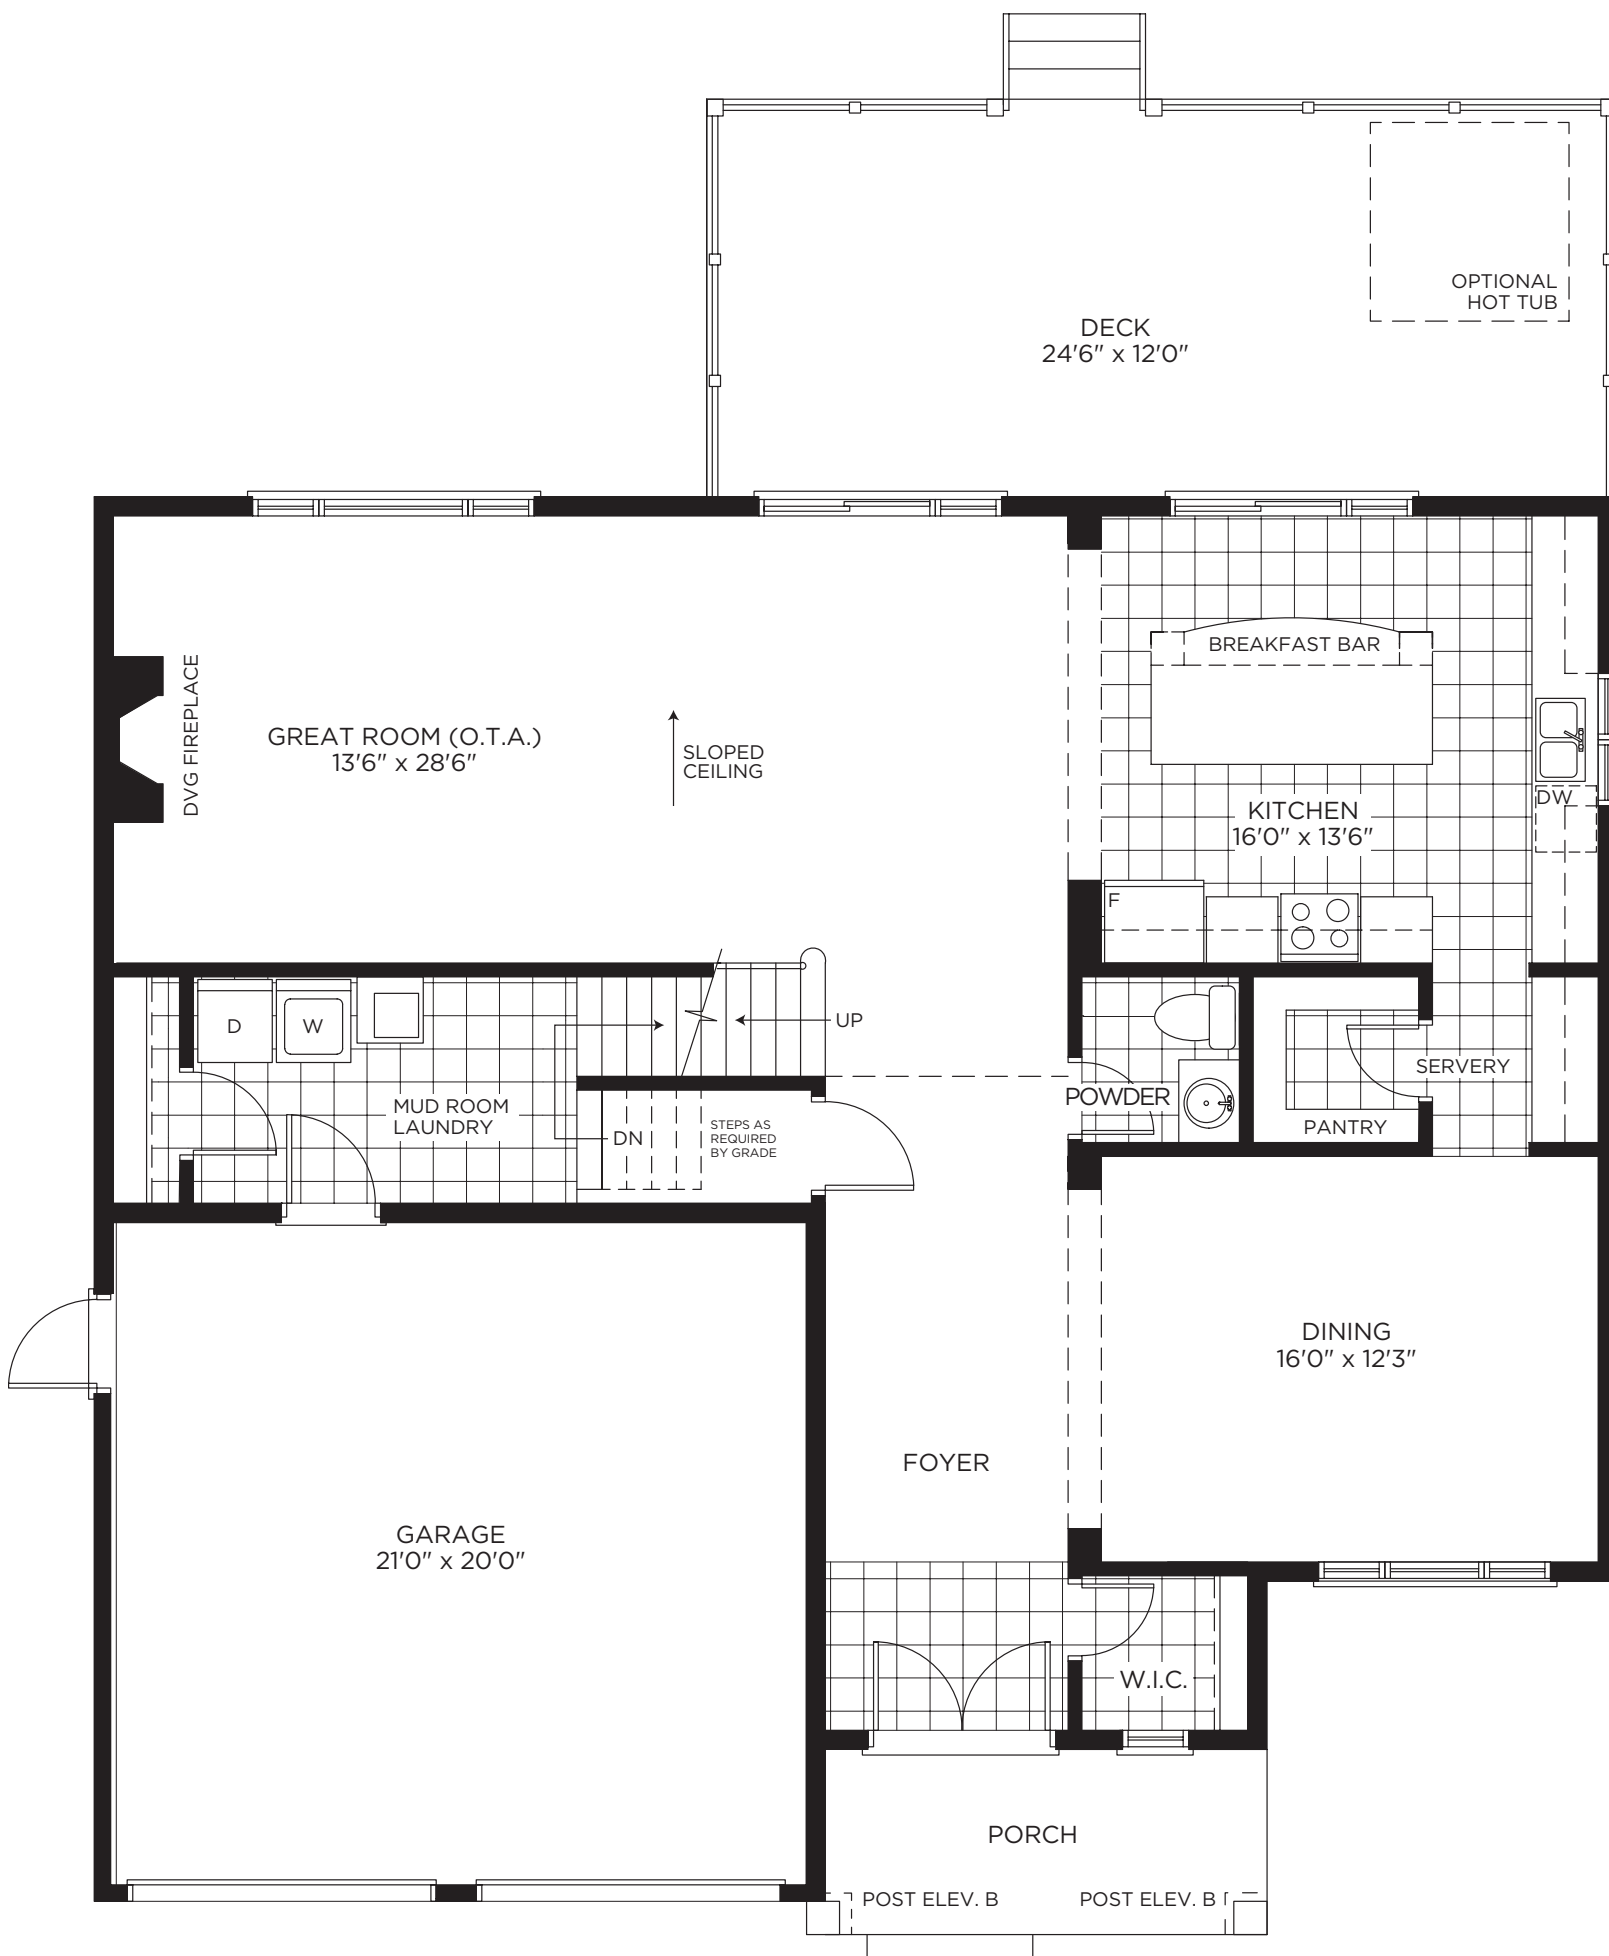 OPTIONAL
HOT TUB
DECK
24'6" x 12'0"
BREAKFAST BAR
DVG FIREPLACE
GREAT ROOM (O.T.A.)
13'6" x 28'6"
SLOPED
CEILING
DW
KITCHEN
16'0" x 13'6"
F
D
W
UP
SERVERY
POWDER
MUD ROOM
LAUNDRY
DN
STEPS AS
REQUIRED
BY GRADE
PANTRY
DINING
16'0" x 12'3"
FOYER
GARAGE
21'0" x 20'0"
W.I.C.
PORCH
POST ELEV. B
POST ELEV. B